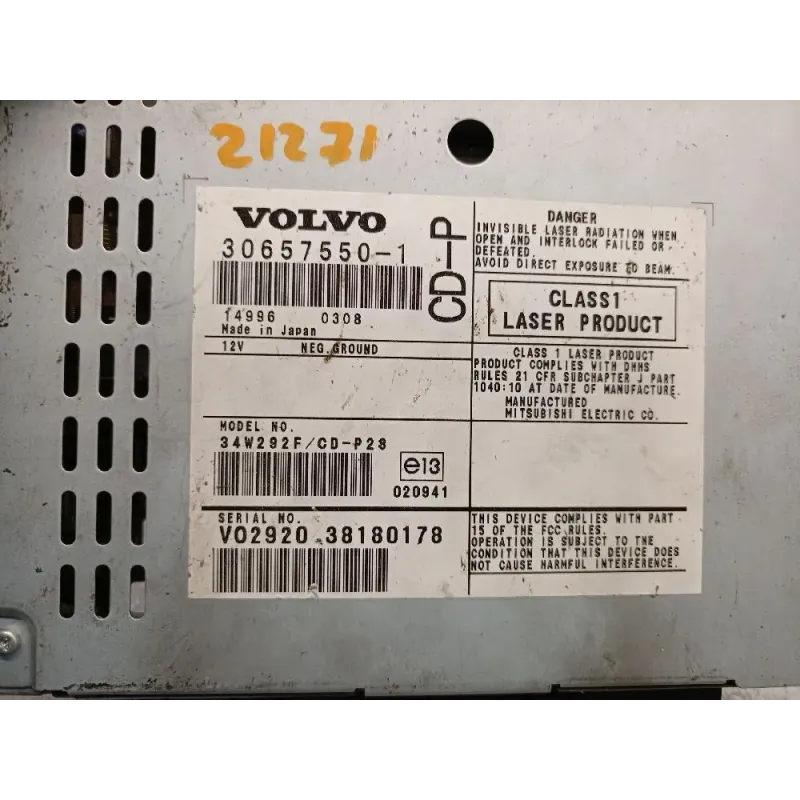 21271
VOLVO
30657550-1
CD-P
14996 0308
Made in Japan
12V NEG.GROUND
MODEL NO.
34W292F/CD-P28
e13
020941
SERIAL NO.
VO2920 38180178
DANGER
INVISIBLE LASER RADIATION WHEN
OPEN AND INTERLOCK FAILED OR
DEFEATED.
AVOID DIRECT EXPOSURE TO BEAM.
CLASS1
LASER PRODUCT
CLASS 1 LASER PRODUCT
PRODUCT COMPLIES WITH DHHS
RULES 21 CFR SUBCHAPTER J PART
1040:10 AT DATE OF MANUFACTURE.
MANUFACTURED
MITSUBISHI ELECTRIC CO.
THIS DEVICE COMPLIES WITH PART
15 OF THE FCC RULES.
OPERATION IS SUBJECT TO THE
CONDITION THAT THIS DEVICE DOES
NOT CAUSE HARMFUL INTERFERENCE.